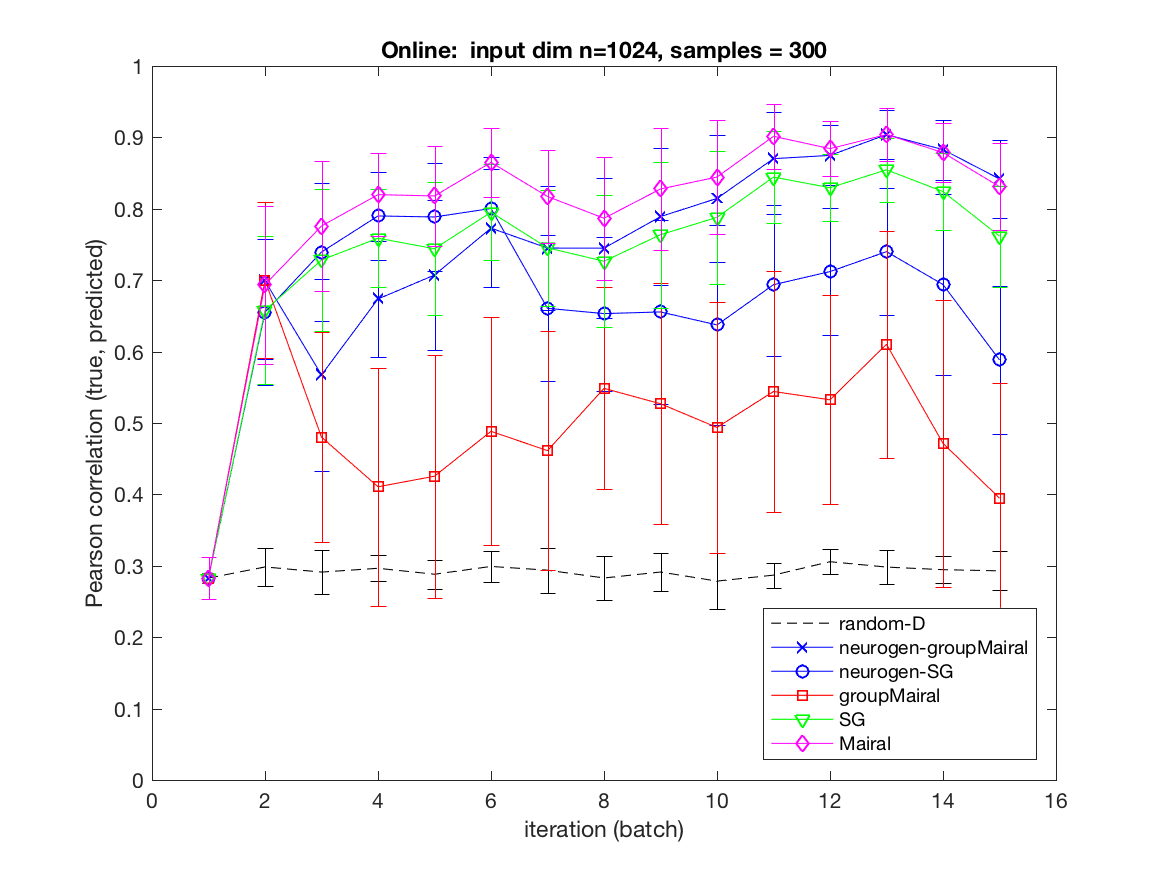 Online:  input dim n=1024, samples = 300
Pearson correlation (true, predicted)
1
0.9
0.8
0.7
0.6
0.5
0.4
0.3
0.2
0.1
0
0 2 4 6 8 10 12 14 16
iteration (batch)
random-D
neurogen-groupMairal
neurogen-SG
groupMairal
SG
Mairal